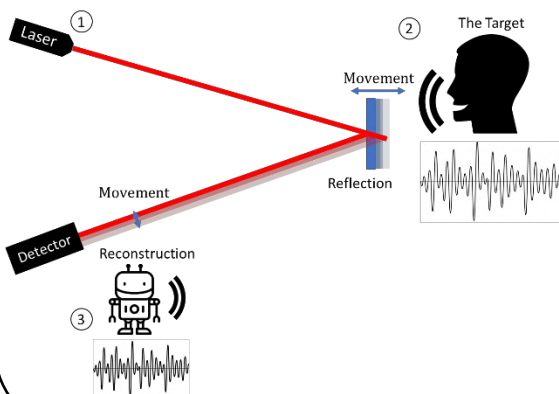 Laser
1
2
The Target
Movement
Reflection
Movement
Detector
Reconstruction
3